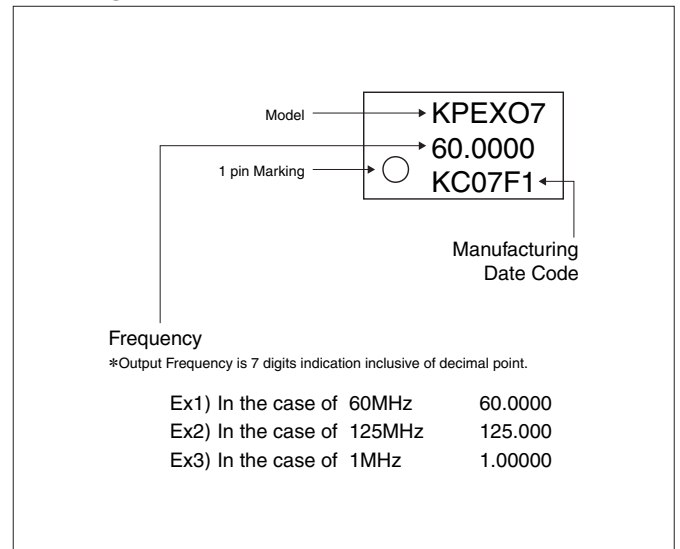 Model
KPEXO7
60.0000
1 pin Marking
KC07F1
Manufacturing
Date Code
Frequency
*Output Frequency is 7 digits indication inclusive of decimal point.
Ex1) In the case of 60MHz 60.0000
Ex2) In the case of 125MHz 125.000
Ex3) In the case of 1MHz 1.00000